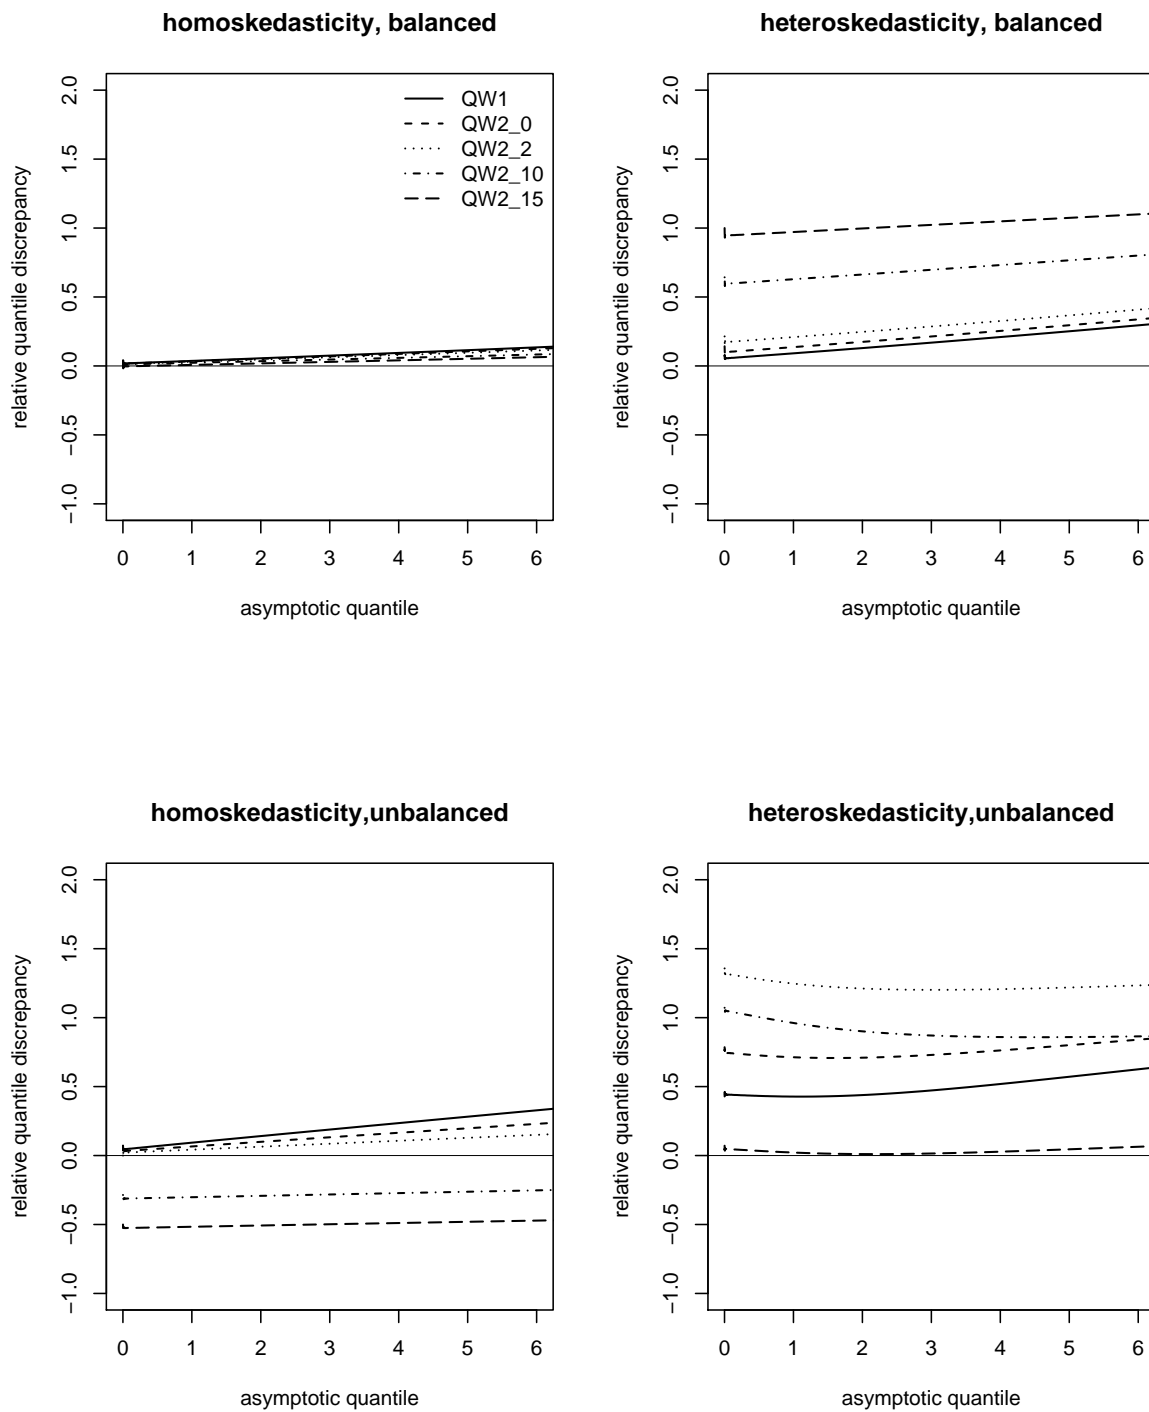 homoskedasticity, balanced
relative quantile discrepancy
2.0
1.5
1.0
0.5
0.0
−0.5
−1.0
QW1
QW2_0
QW2_2
QW2_10
QW2_15
0 1 2 3 4 5 6
asymptotic quantile
heteroskedasticity, balanced
relative quantile discrepancy
2.0
1.5
1.0
0.5
0.0
−0.5
−1.0
0 1 2 3 4 5 6
asymptotic quantile
homoskedasticity,unbalanced
relative quantile discrepancy
2.0
1.5
1.0
0.5
0.0
−0.5
−1.0
0 1 2 3 4 5 6
asymptotic quantile
heteroskedasticity,unbalanced
relative quantile discrepancy
2.0
1.5
1.0
0.5
0.0
−0.5
−1.0
0 1 2 3 4 5 6
asymptotic quantile